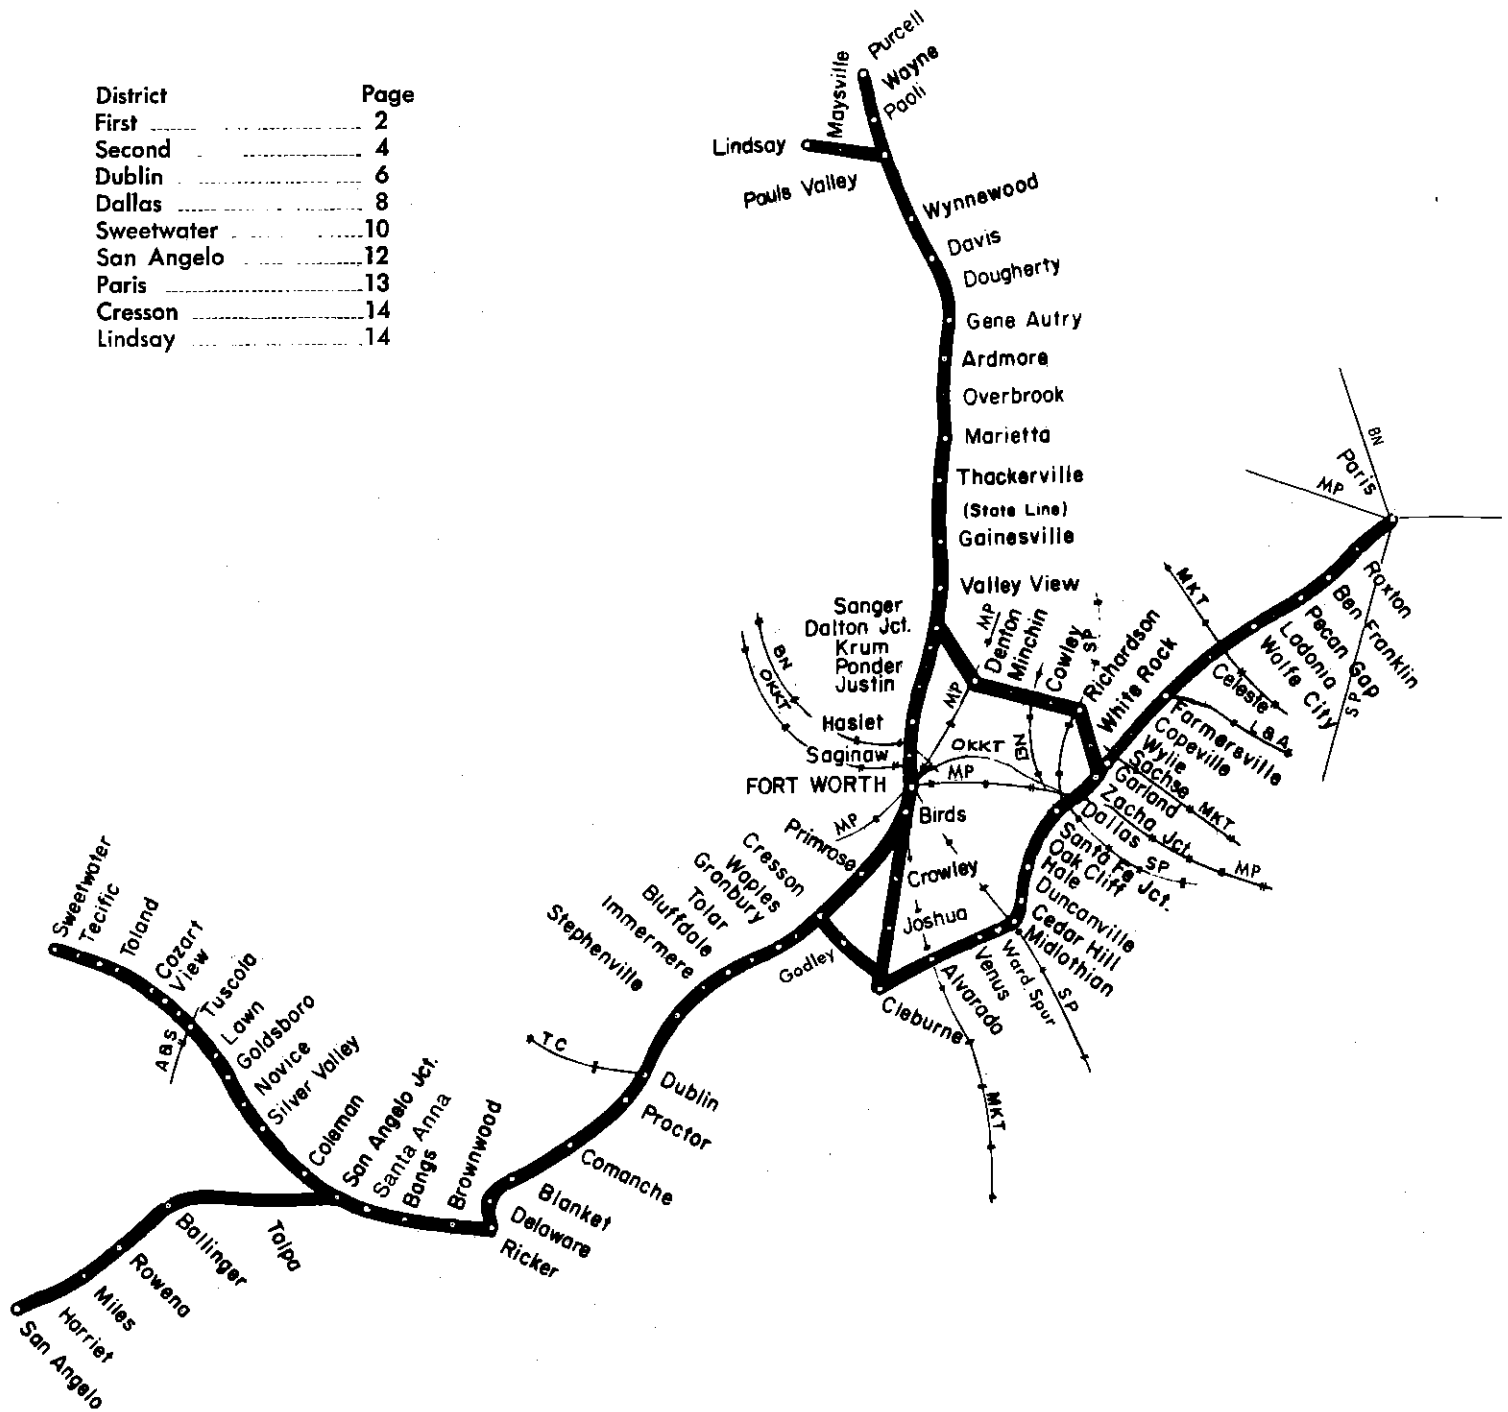 District Page
First 2
Second 4
Dublin 6
Dallas 8
Sweetwater 10
San Angelo 12
Paris 13
Cresson 14
Lindsay 14
Purcell
Wayne
Paoli
Maysville
Lindsay
Pauls Valley
Wynnewood
Davis
Dougherty
Gene Autry
Ardmore
Overbrook
Marietta
Thackerville
(State Line)
Gainesville
Valley View
Sanger
Dalton Jct.
Krum
Ponder
Justin
Haslet
Saginaw
FORT WORTH
BN
OKKT
MP
Denton
Minchin
Cowley
SP
Richardson
White Rock
MP
OKKT
BN
MP
MP
Birds
Primrose
Crowley
Joshua
Cresson
Waples
Granbury
Tolar
Bluffdale
Immermere
Stephenville
Godley
Cleburne
Alvarado
Venus
Ward Spur
Midlothian
Cedar Hill
Duncanville
Hale
Oak Cliff
Santa Fe Jct.
Dallas
Zacha Jct.
Garland
Sachse
Wylie
Copeville
Farmersville
Celeste
Wolfe City
Ladonia
Pecan Gap
Ben Franklin
Roxton
Paris
BN
MP
SP
MKT
L&A
MKT
MP
SP
SP
MKT
TC
Dublin
Proctor
Comanche
Blanket
Delaware
Ricker
Brownwood
Bangs
Santa Anna
San Angelo Jct.
Coleman
Silver Valley
Novice
Goldsboro
Lawn
Tuscola
A&S
View
Cozart
Toland
Tecific
Sweetwater
Talpa
Ballinger
Rowena
Miles
Harriet
San Angelo